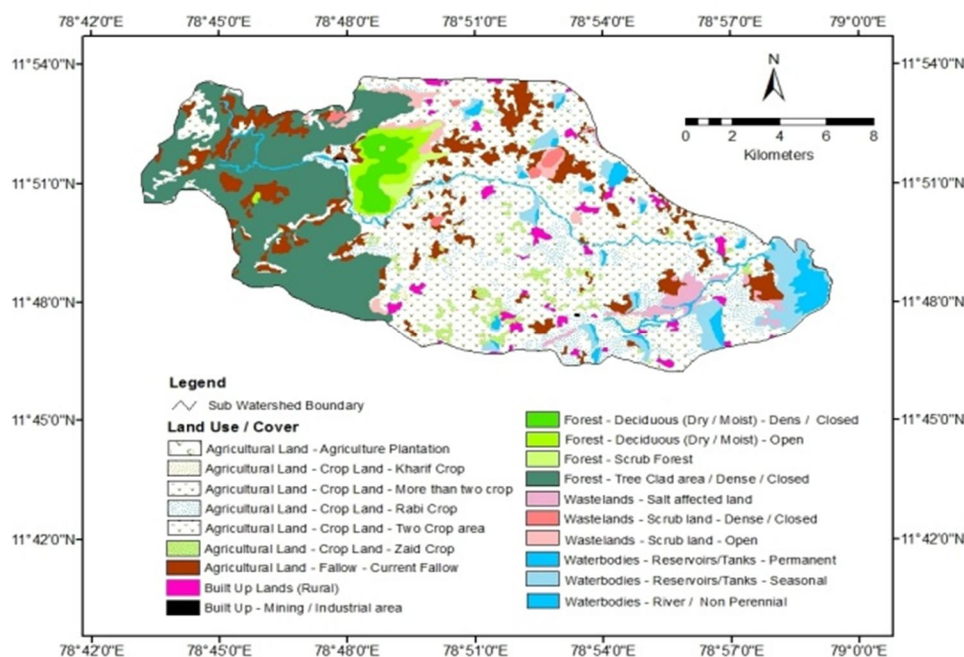 78°42'0"E 78°45'0"E 78°48'0"E 78°51'0"E 78°54'0"E 78°57'0"E 79°0'0"E
11°54'0"N 11°54'0"N
N
0 1 2 4 6 8
Kilometers
11°51'0"N 11°51'0"N
11°48'0"N 11°48'0"N
Legend
Sub Watershed Boundary
Land Use / Cover
Agricultural Land - Agriculture Plantation
Agricultural Land - Crop Land - Kharif Crop
Agricultural Land - Crop Land - More than two crop
Agricultural Land - Crop Land - Rabi Crop
Agricultural Land - Crop Land - Two Crop area
Agricultural Land - Crop Land - Zaid Crop
Agricultural Land - Fallow - Current Fallow
Built Up Lands (Rural)
Built Up - Mining / Industrial area
Forest - Deciduous (Dry / Moist) - Dens / Closed
Forest - Deciduous (Dry / Moist) - Open
Forest - Scrub Forest
Forest - Tree Clad area / Dense / Closed
Wastelands - Salt affected land
Wastelands - Scrub land - Dense / Closed
Wastelands - Scrub land - Open
Waterbodies - Reservoirs/Tanks - Permanent
Waterbodies - Reservoirs/Tanks - Seasonal
Waterbodies - River / Non Perennial
11°45'0"N 11°45'0"N
11°42'0"N 11°42'0"N
78°42'0"E 78°45'0"E 78°48'0"E 78°51'0"E 78°54'0"E 78°57'0"E 79°0'0"E